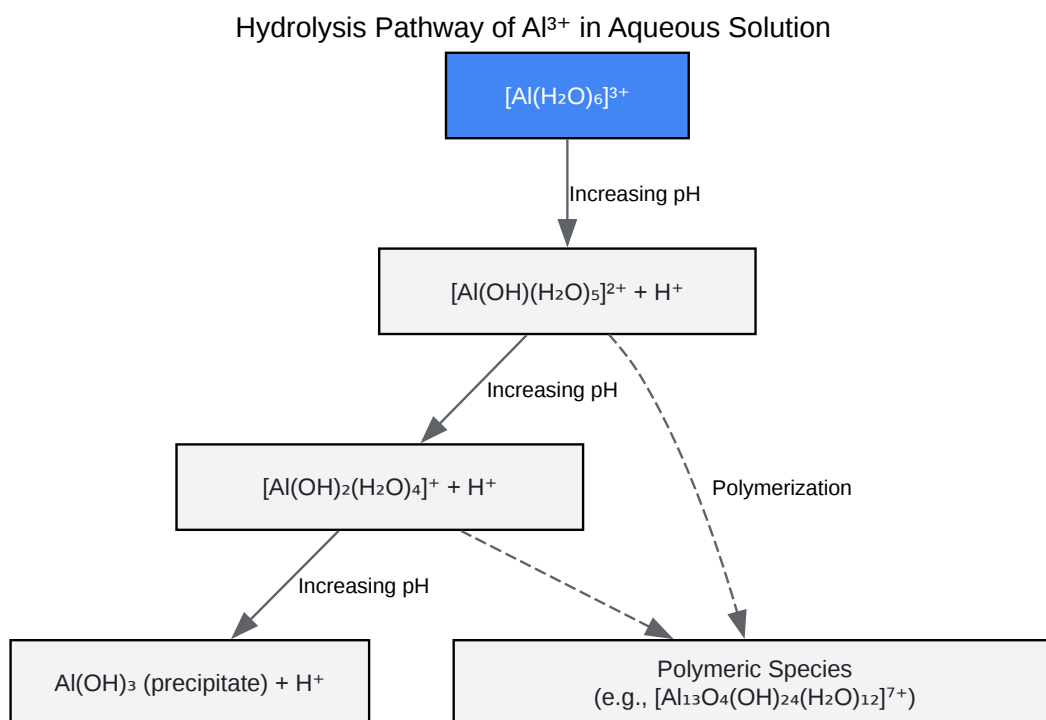 Hydrolysis Pathway of Al³⁺ in Aqueous Solution
[Al(H₂O)₆]³⁺
Increasing pH
[Al(OH)(H₂O)₅]²⁺ + H⁺
Increasing pH
[Al(OH)₂(H₂O)₄]⁺ + H⁺
Polymerization
Increasing pH
Al(OH)₃ (precipitate) + H⁺
Polymeric Species
(e.g., [Al₁₃O₄(OH)₂₄(H₂O)₁₂]⁷⁺)